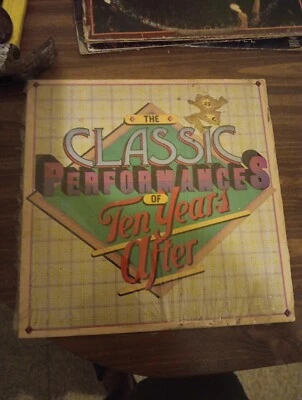 THE
CLASSIC
PERFORMANCES
OF
Ten Years
After